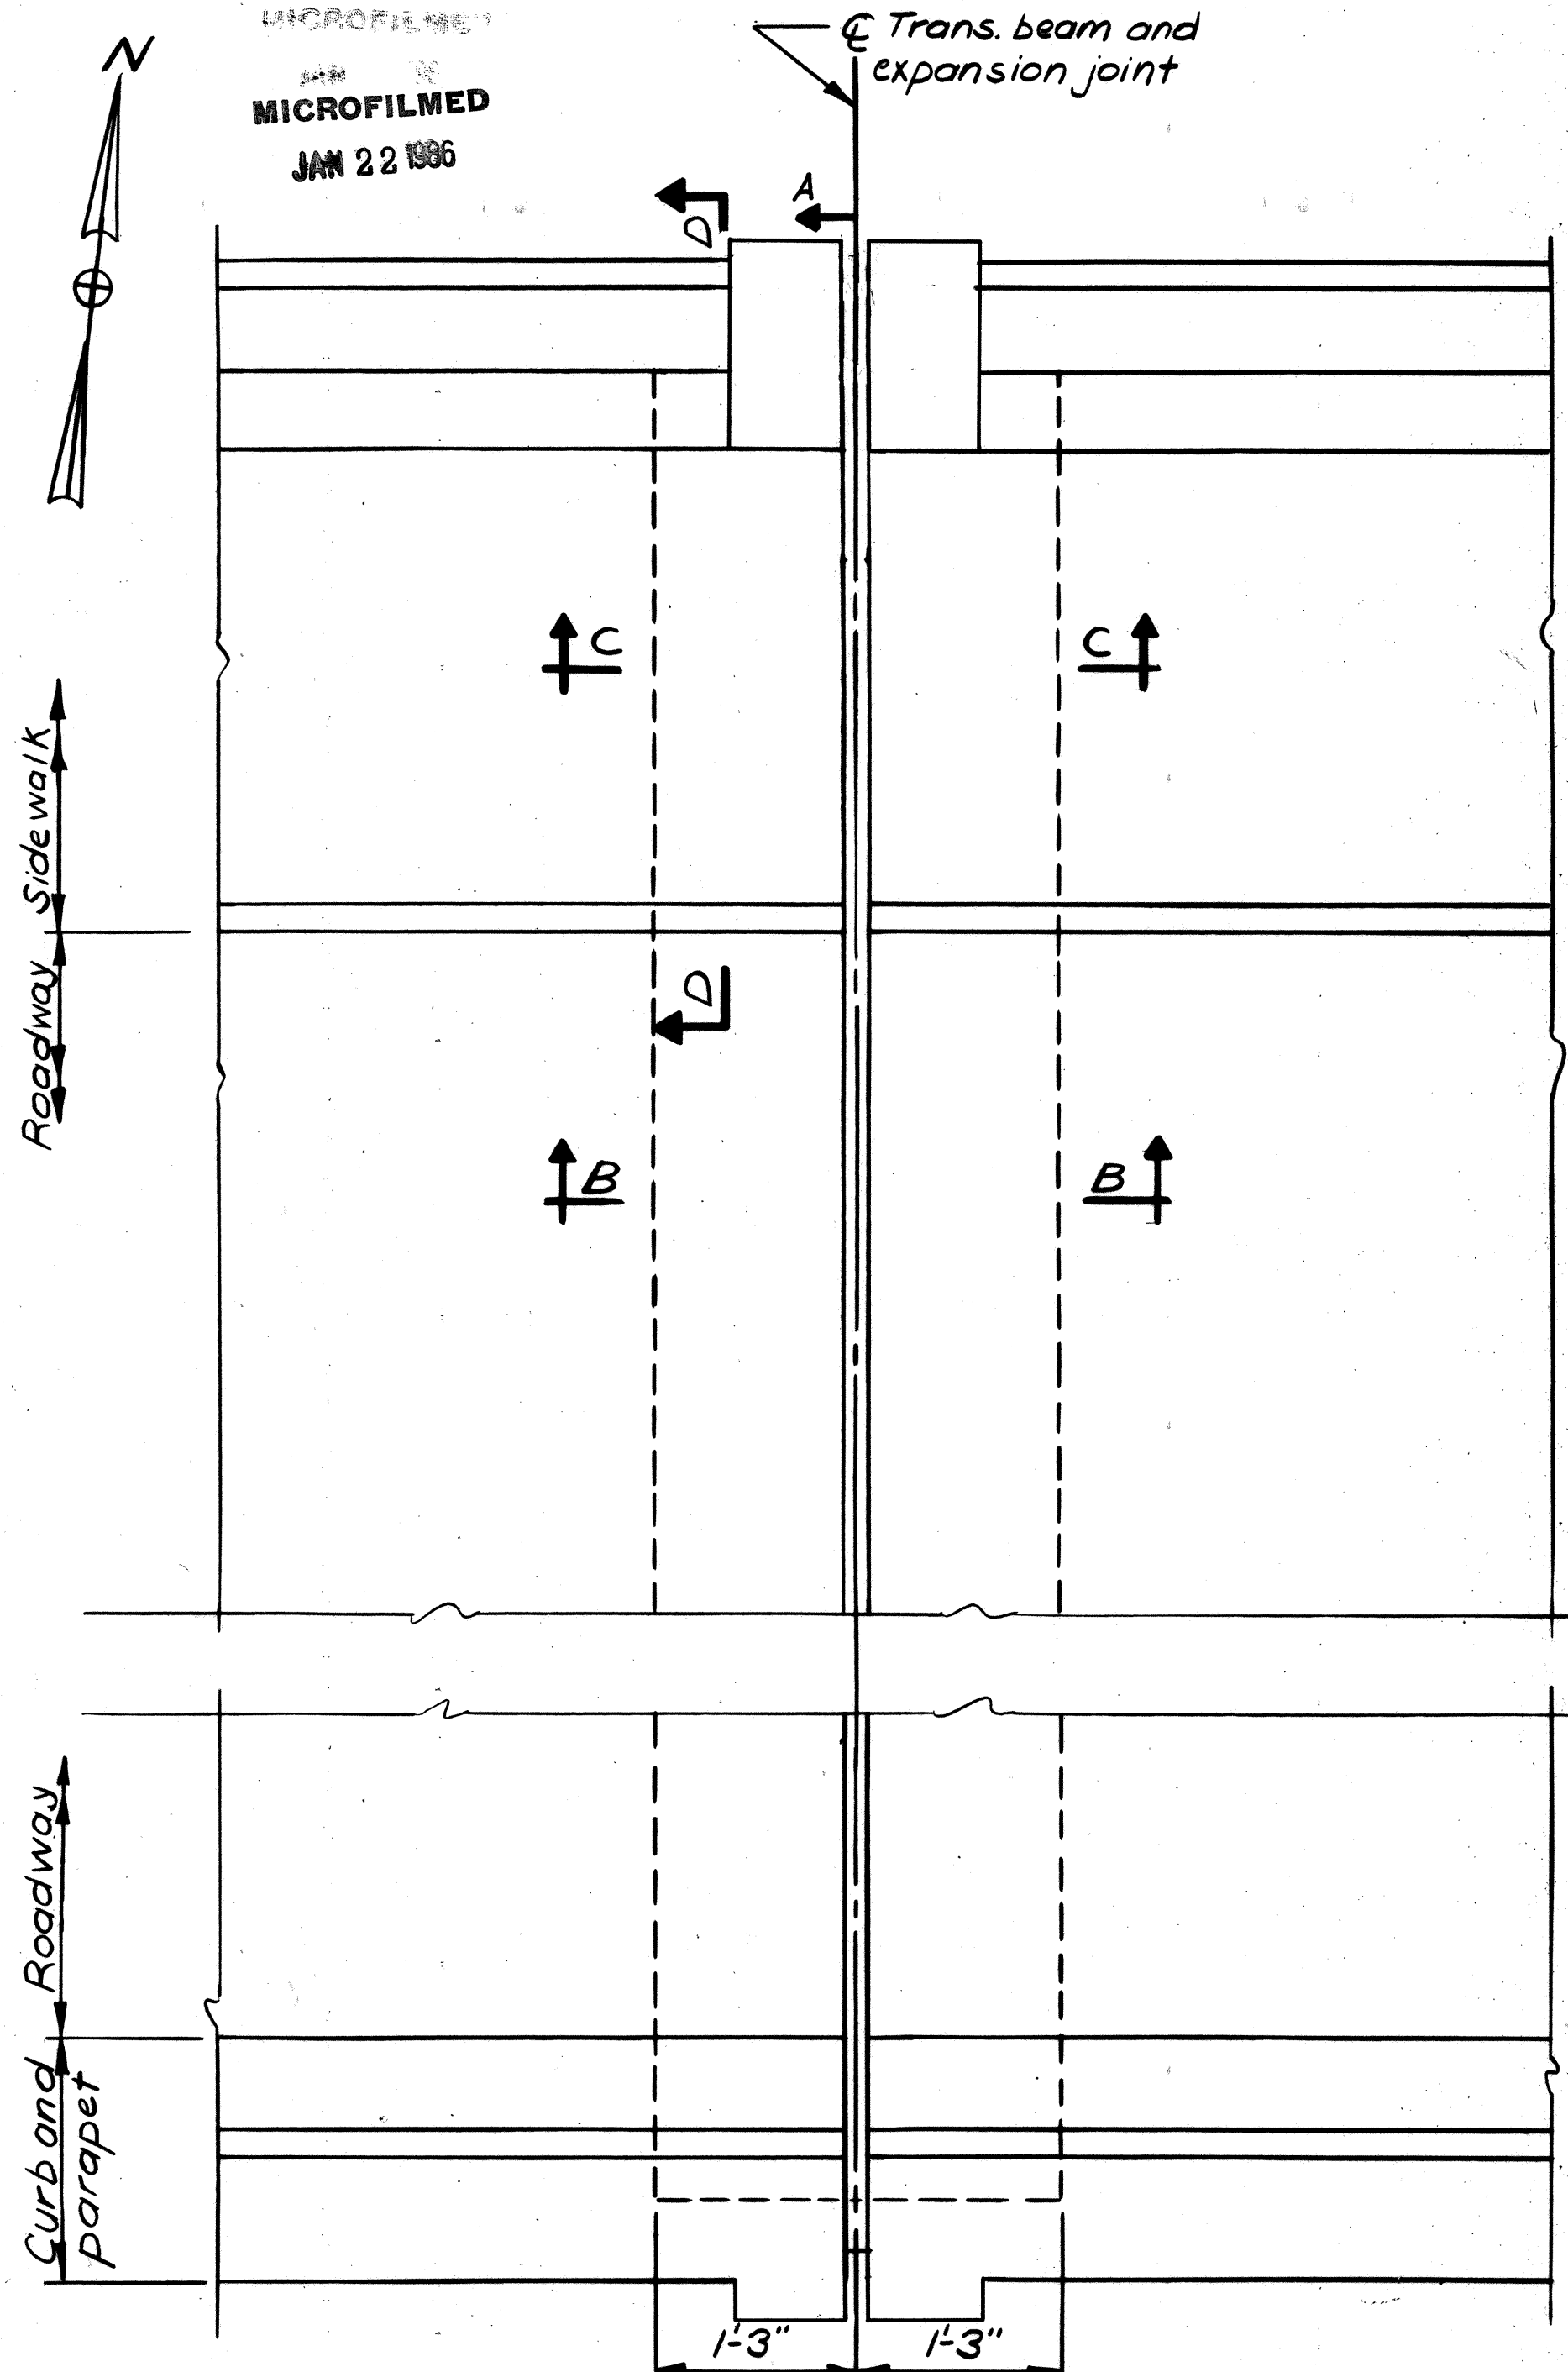 MICROFILMED
N
MICROFILMED
JAN 22 1986
℄ Trans. beam and
expansion joint
A
D
C
C
Sidewalk
Roadway
D
B
B
Roadway
Curb and
parapet
1'-3"
1'-3"